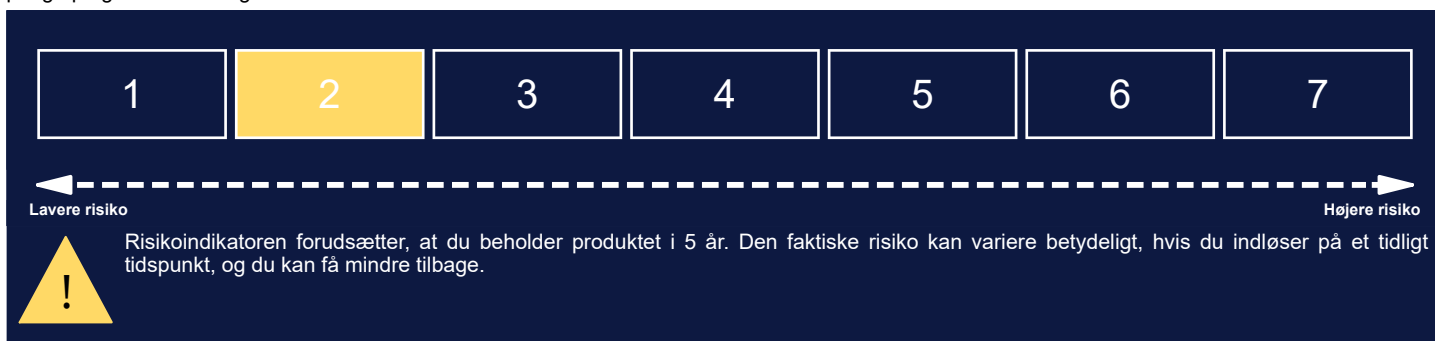 1 2 3 4 5 6 7
Lavere risiko Højere risiko
Risikoindikatoren forudsætter, at du beholder produktet i 5 år. Den faktiske risiko kan variere betydeligt, hvis du indløser på et tidligt
tidspunkt, og du kan få mindre tilbage.
!